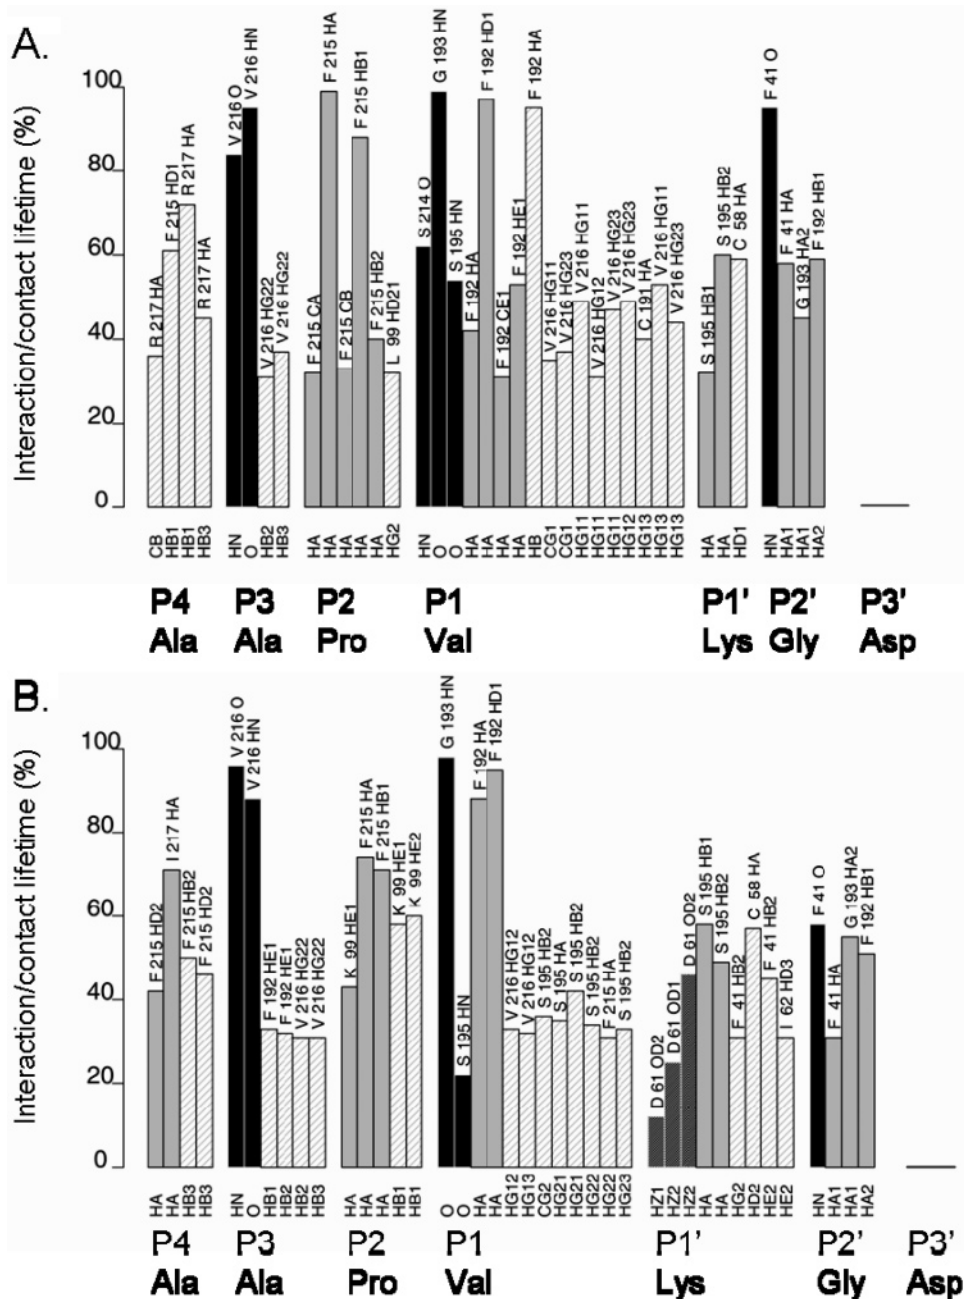 A.
Interaction/contact lifetime (%)
100
80
60
40
20
0
R 217 HA
F 215 HD1
R 217 HA
R 217 HA
V 216 O
V 216 HN
V 216 HG22
V 216 HG22
F 215 CA
F 215 HA
F 215 CB
F 215 HB1
F 215 HB2
L 99 HD21
S 214 O
G 193 HN
S 195 HN
F 192 HA
F 192 HD1
F 192 CE1
F 192 HE1
F 192 HA
V 216 HG11
V 216 HG23
V 216 HG11
V 216 HG12
V 216 HG23
V 216 HG23
C 191 HA
V 216 HG11
V 216 HG23
S 195 HB1
S 195 HB2
C 58 HA
F 41 O
F 41 HA
G 193 HA2
F 192 HB1
CB HB1 HB1 HB3 HN O HB2 HB3 HA HA HA HA HA HG2 HN O O HA HA HA HA HB CG1 CG1 HG11 HG11 HG11 HG12 HG13 HG13 HG13 HA HA HD1 HN HA1 HA1 HA2
P4 P3 P2 P1 P1' P2' P3'
Ala Ala Pro Val Lys Gly Asp
B.
Interaction/contact lifetime (%)
100
80
60
40
20
0
F 215 HD2
I 217 HA
F 215 HB2
F 215 HD2
V 216 O
V 216 HN
F 192 HE1
F 192 HE1
V 216 HG22
V 216 HG22
K 99 HE1
F 215 HA
F 215 HB1
K 99 HE1
K 99 HE2
G 193 HN
S 195 HN
F 192 HA
F 192 HD1
V 216 HG12
V 216 HG12
S 195 HB2
S 195 HA
S 195 HB2
S 195 HB2
F 215 HA
S 195 HB2
D 61 OD2
D 61 OD1
D 61 OD2
S 195 HB1
S 195 HB2
F 41 HB2
C 58 HA
F 41 HB2
I 62 HD3
F 41 O
F 41 HA
G 193 HA2
F 192 HB1
HA HA HB3 HB3 HN O HB1 HB2 HB2 HB3 HA HA HA HB1 HB1 O O HA HA HG12 HG13 CG2 HG21 HG21 HG22 HG22 HG23 HZ1 HZ2 HZ2 HA HA HG2 HD2 HE2 HE2 HN HA1 HA1 HA2
P4 P3 P2 P1 P1' P2' P3'
Ala Ala Pro Val Lys Gly Asp